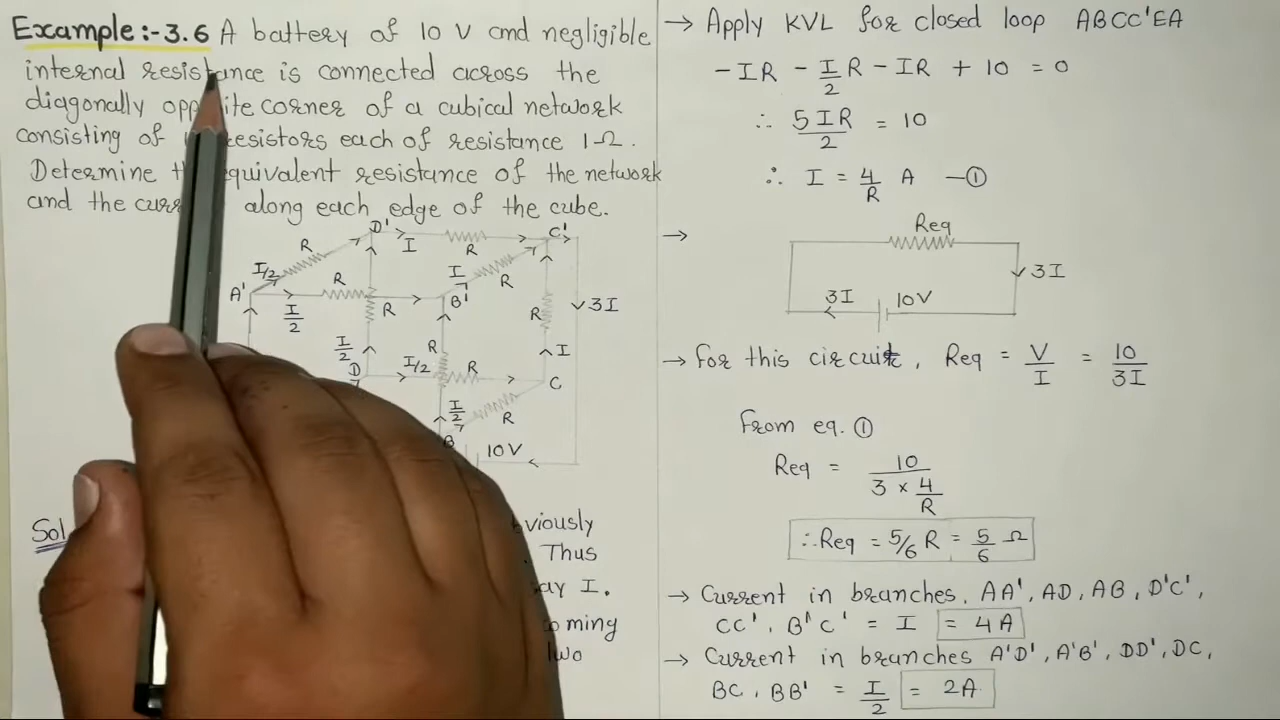 Example:-3.6 A battery of 10 V and negligible
internal resistance is connected across the
diagonally opp ite corner of a cubical network
consisting of resistors each of resistance 1Ω.
Determine equivalent resistance of the network
and the along each edge of the cube.
D' I R C'
R I/2 I R
A' R B' R 3I
I/2 R
I/2 R I
D I/2 R C
I/2 R
B 10V
Sol
viously
. Thus
ay I.
oming
two
→ Apply KVL for closed loop ABCC'EA
-IR - I/2 R - IR + 10 = 0
∴ 5IR/2 = 10
∴ I = 4/R A —①
→ Req
3I
3I 10V
→ for this circuit, Req = V/I = 10/3I
From eq. ①
Req = 10/(3 × 4/R)
∴Req = 5/6 R = 5/6 Ω
→ Current in branches, AA', AD, AB, D'C',
CC', B'C' = I = 4A
→ Current in branches A'D', A'B', DD', DC,
BC, BB' = I/2 = 2A